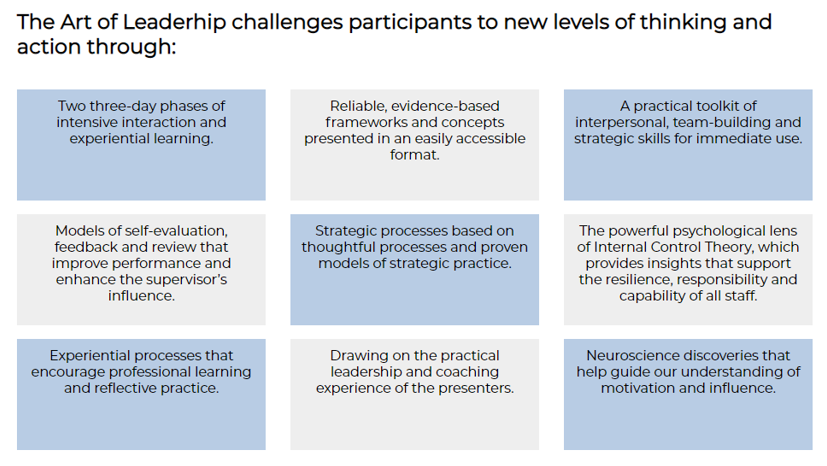 The Art of Leaderhip challenges participants to new levels of thinking and
action through:
Two three-day phases of
intensive interaction and
experiential learning.
Reliable, evidence-based
frameworks and concepts
presented in an easily accessible
format.
A practical toolkit of
interpersonal, team-building and
strategic skills for immediate use.
Models of self-evaluation,
feedback and review that
improve performance and
enhance the supervisor's
influence.
Strategic processes based on
thoughtful processes and proven
models of strategic practice.
The powerful psychological lens
of Internal Control Theory, which
provides insights that support
the resilience, responsibility and
capability of all staff.
Experiential processes that
encourage professional learning
and reflective practice.
Drawing on the practical
leadership and coaching
experience of the presenters.
Neuroscience discoveries that
help guide our understanding of
motivation and influence.